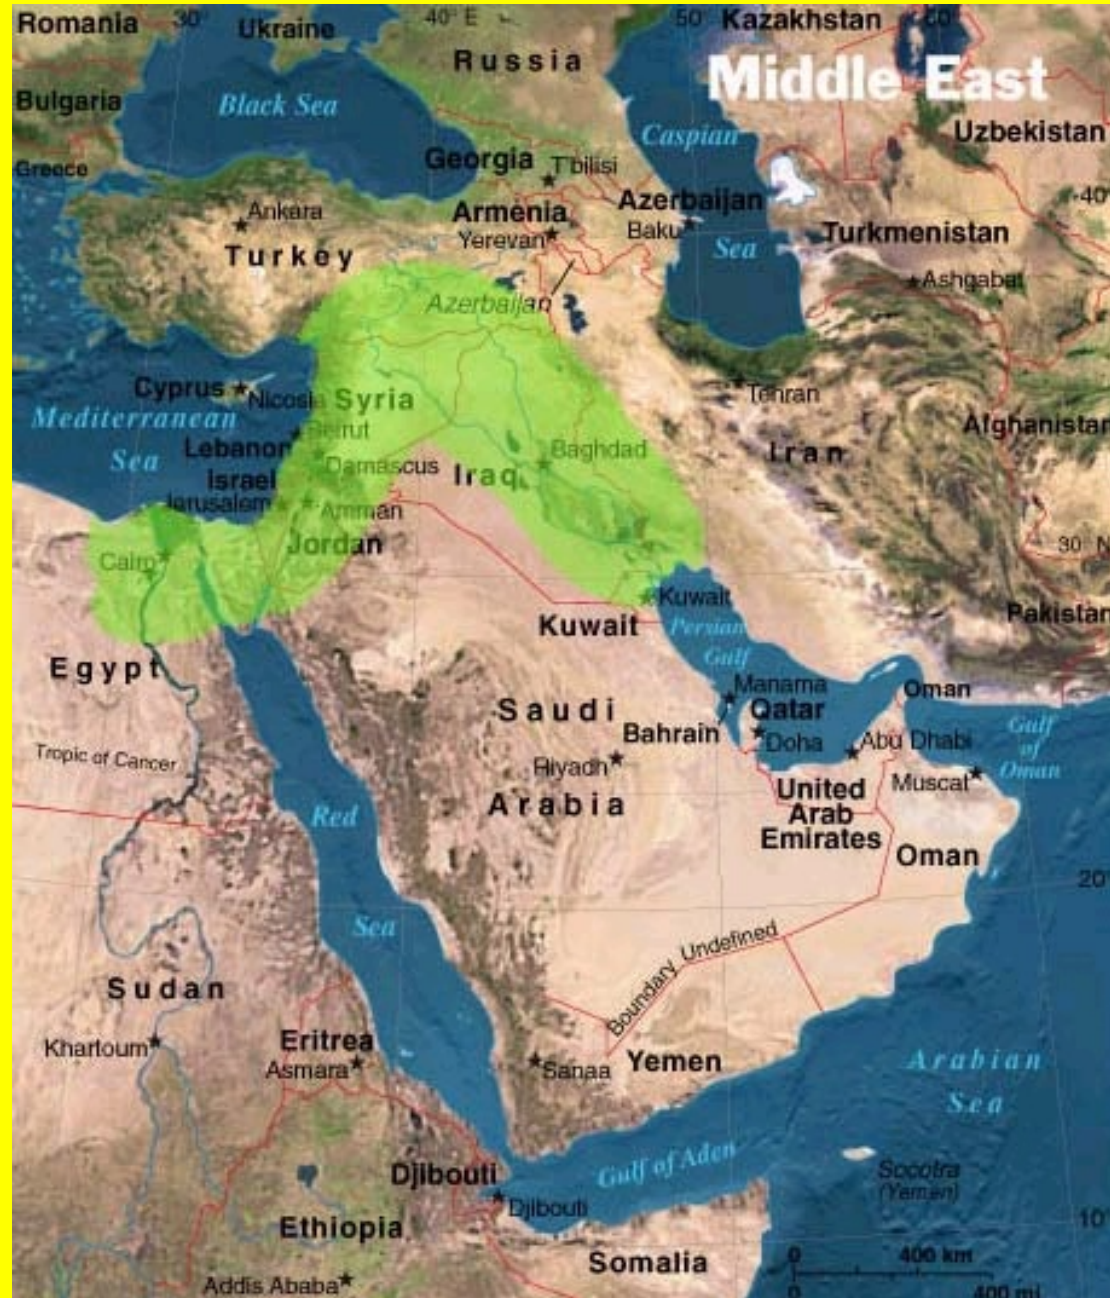 Romania
30°
Ukraine
40° E
50°
Kazakhstan
60°
Russia
Middle East
Bulgaria
Black Sea
Caspian
Uzbekistan
Greece
Georgia
T'bilisi
Azerbaijan
40°
Ankara
Armenia
Yerevan
Baku
Sea
Turkmenistan
Turkey
Ashgabat
Azerbaijan
Cyprus
Nicosia
Syria
Tehran
Mediterranean
Sea
Beirut
Afghanistan
Lebanon
Baghdad
Iran
Israel
Damascus
Iraq
Jerusalem
Amman
Jordan
30° N
Cairo
Kuwait
Pakistan
Kuwait
Persian
Gulf
Egypt
Manama
Oman
Saudi
Qatar
Bahrain
Gulf
of
Oman
Tropic of Cancer
Doha
Abu Dhabi
Riyadh
Muscat
Arabia
United
Arab
Emirates
Red
Oman
20°
Sea
Boundary Undefined
Sudan
Khartoum
Eritrea
Asmara
Sanaa
Yemen
Arabian
Sea
Djibouti
Gulf of Aden
Socotra
(Yemen)
Djibouti
10°
Ethiopia
Somalia
0
400 km
Addis Ababa
0
400 mi